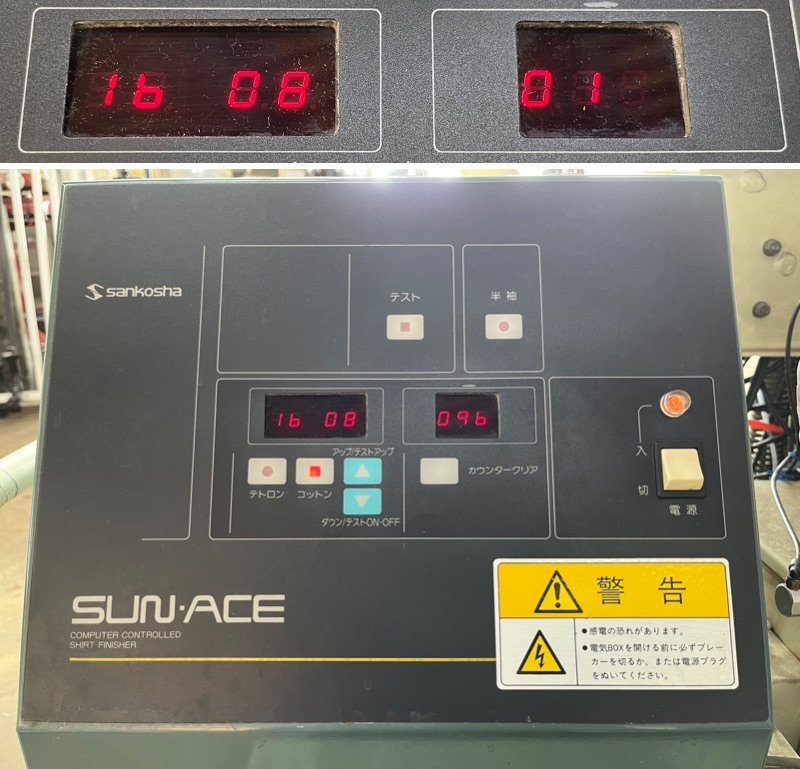 16 08
01
sankosha
テスト
半袖
16 08
096
アップ/テストアップ
テトロン
コットン
ダウン/テストON・OFF
カウンタークリア
入
切
電源
SUN・ACE
COMPUTER CONTROLLED
SHIRT FINISHER
警告
●感電の恐れがあります。
●電気BOXを開ける前に必ずブレー
カーを切るか、または電源プラグ
をぬいてください。